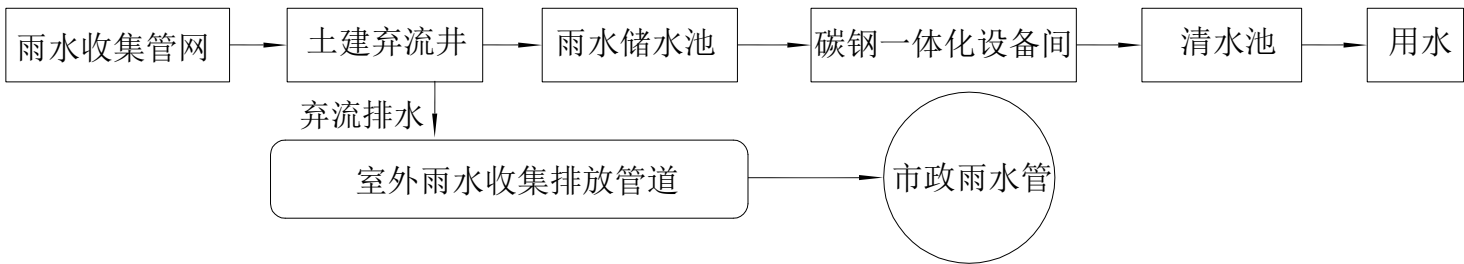 雨水收集管网
土建弃流井
雨水储水池
碳钢一体化设备间
清水池
用水
弃流排水
室外雨水收集排放管道
市政雨水管